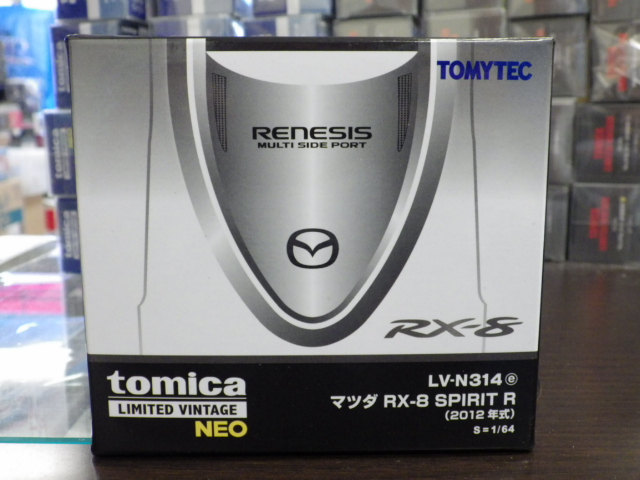 TOMYTEC
RENESIS
MULTI SIDE PORT
RX-8
tomica
LIMITED VINTAGE
NEO
LV-N314ⓔ
マツダ RX-8 SPIRIT R
(2012年式)
S=1/64